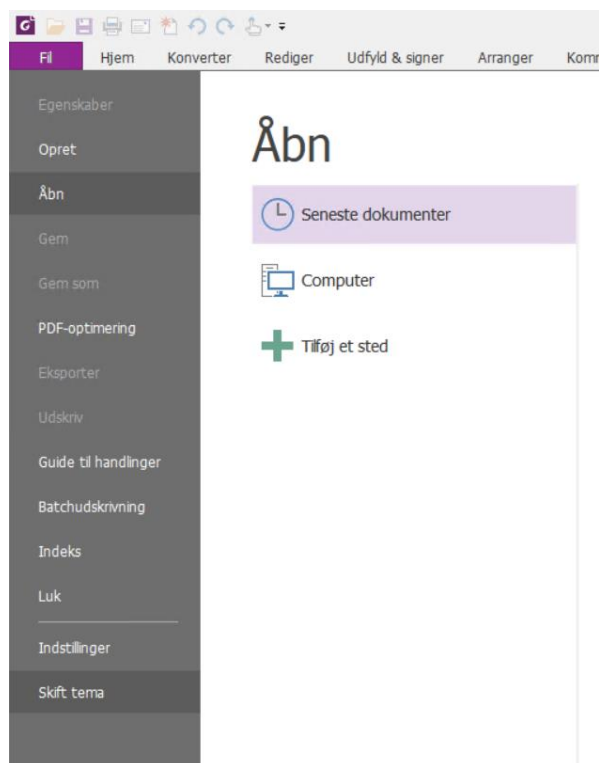 Fil Hjem Konverter Rediger Udfyld & signer Arranger
Egenskaber
Opret
Åbn
Gem
Gem som
PDF-optimering
Eksporter
Udskriv
Guide til handlinger
Batchudskrivning
Indeks
Luk
Indstillinger
Skift tema
Åbn
Seneste dokumenter
Computer
Tilføj et sted